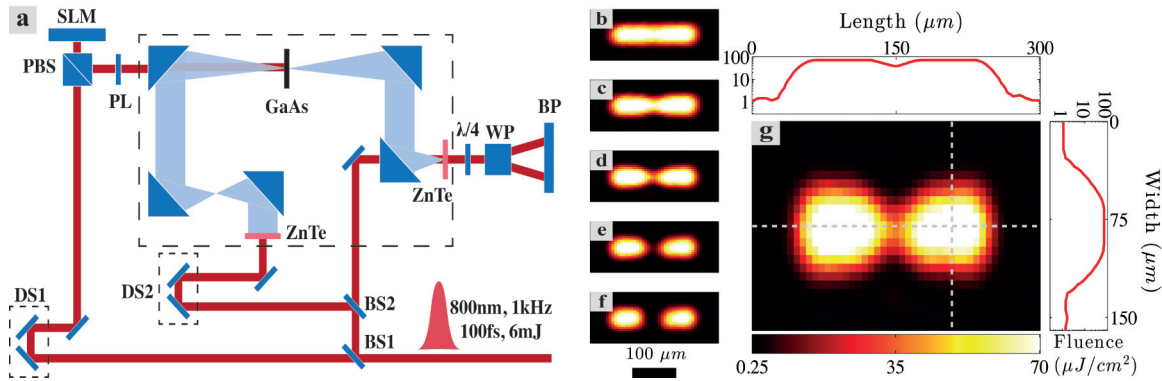 a
SLM
PBS
PL
GaAs
λ/4
WP
BP
ZnTe
ZnTe
DS1
DS2
BS2
BS1
800nm, 1kHz
100fs, 6mJ
b
c
d
e
f
100 μm
Length (μm)
0
150
300
100
10
1
g
1
10
100
0
75
150
Width (μm)
0.25
35
70
Fluence
(μJ/cm²)